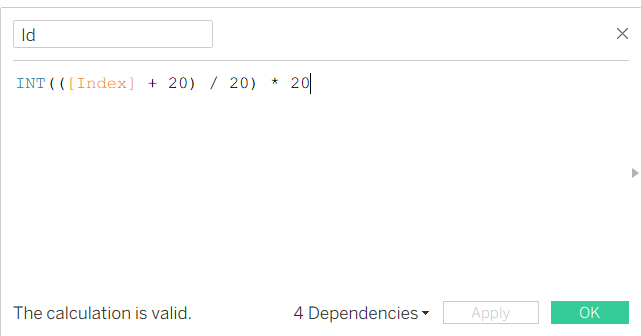 Id
INT(([Index] + 20) / 20) * 20
The calculation is valid.
4 Dependencies
Apply
OK